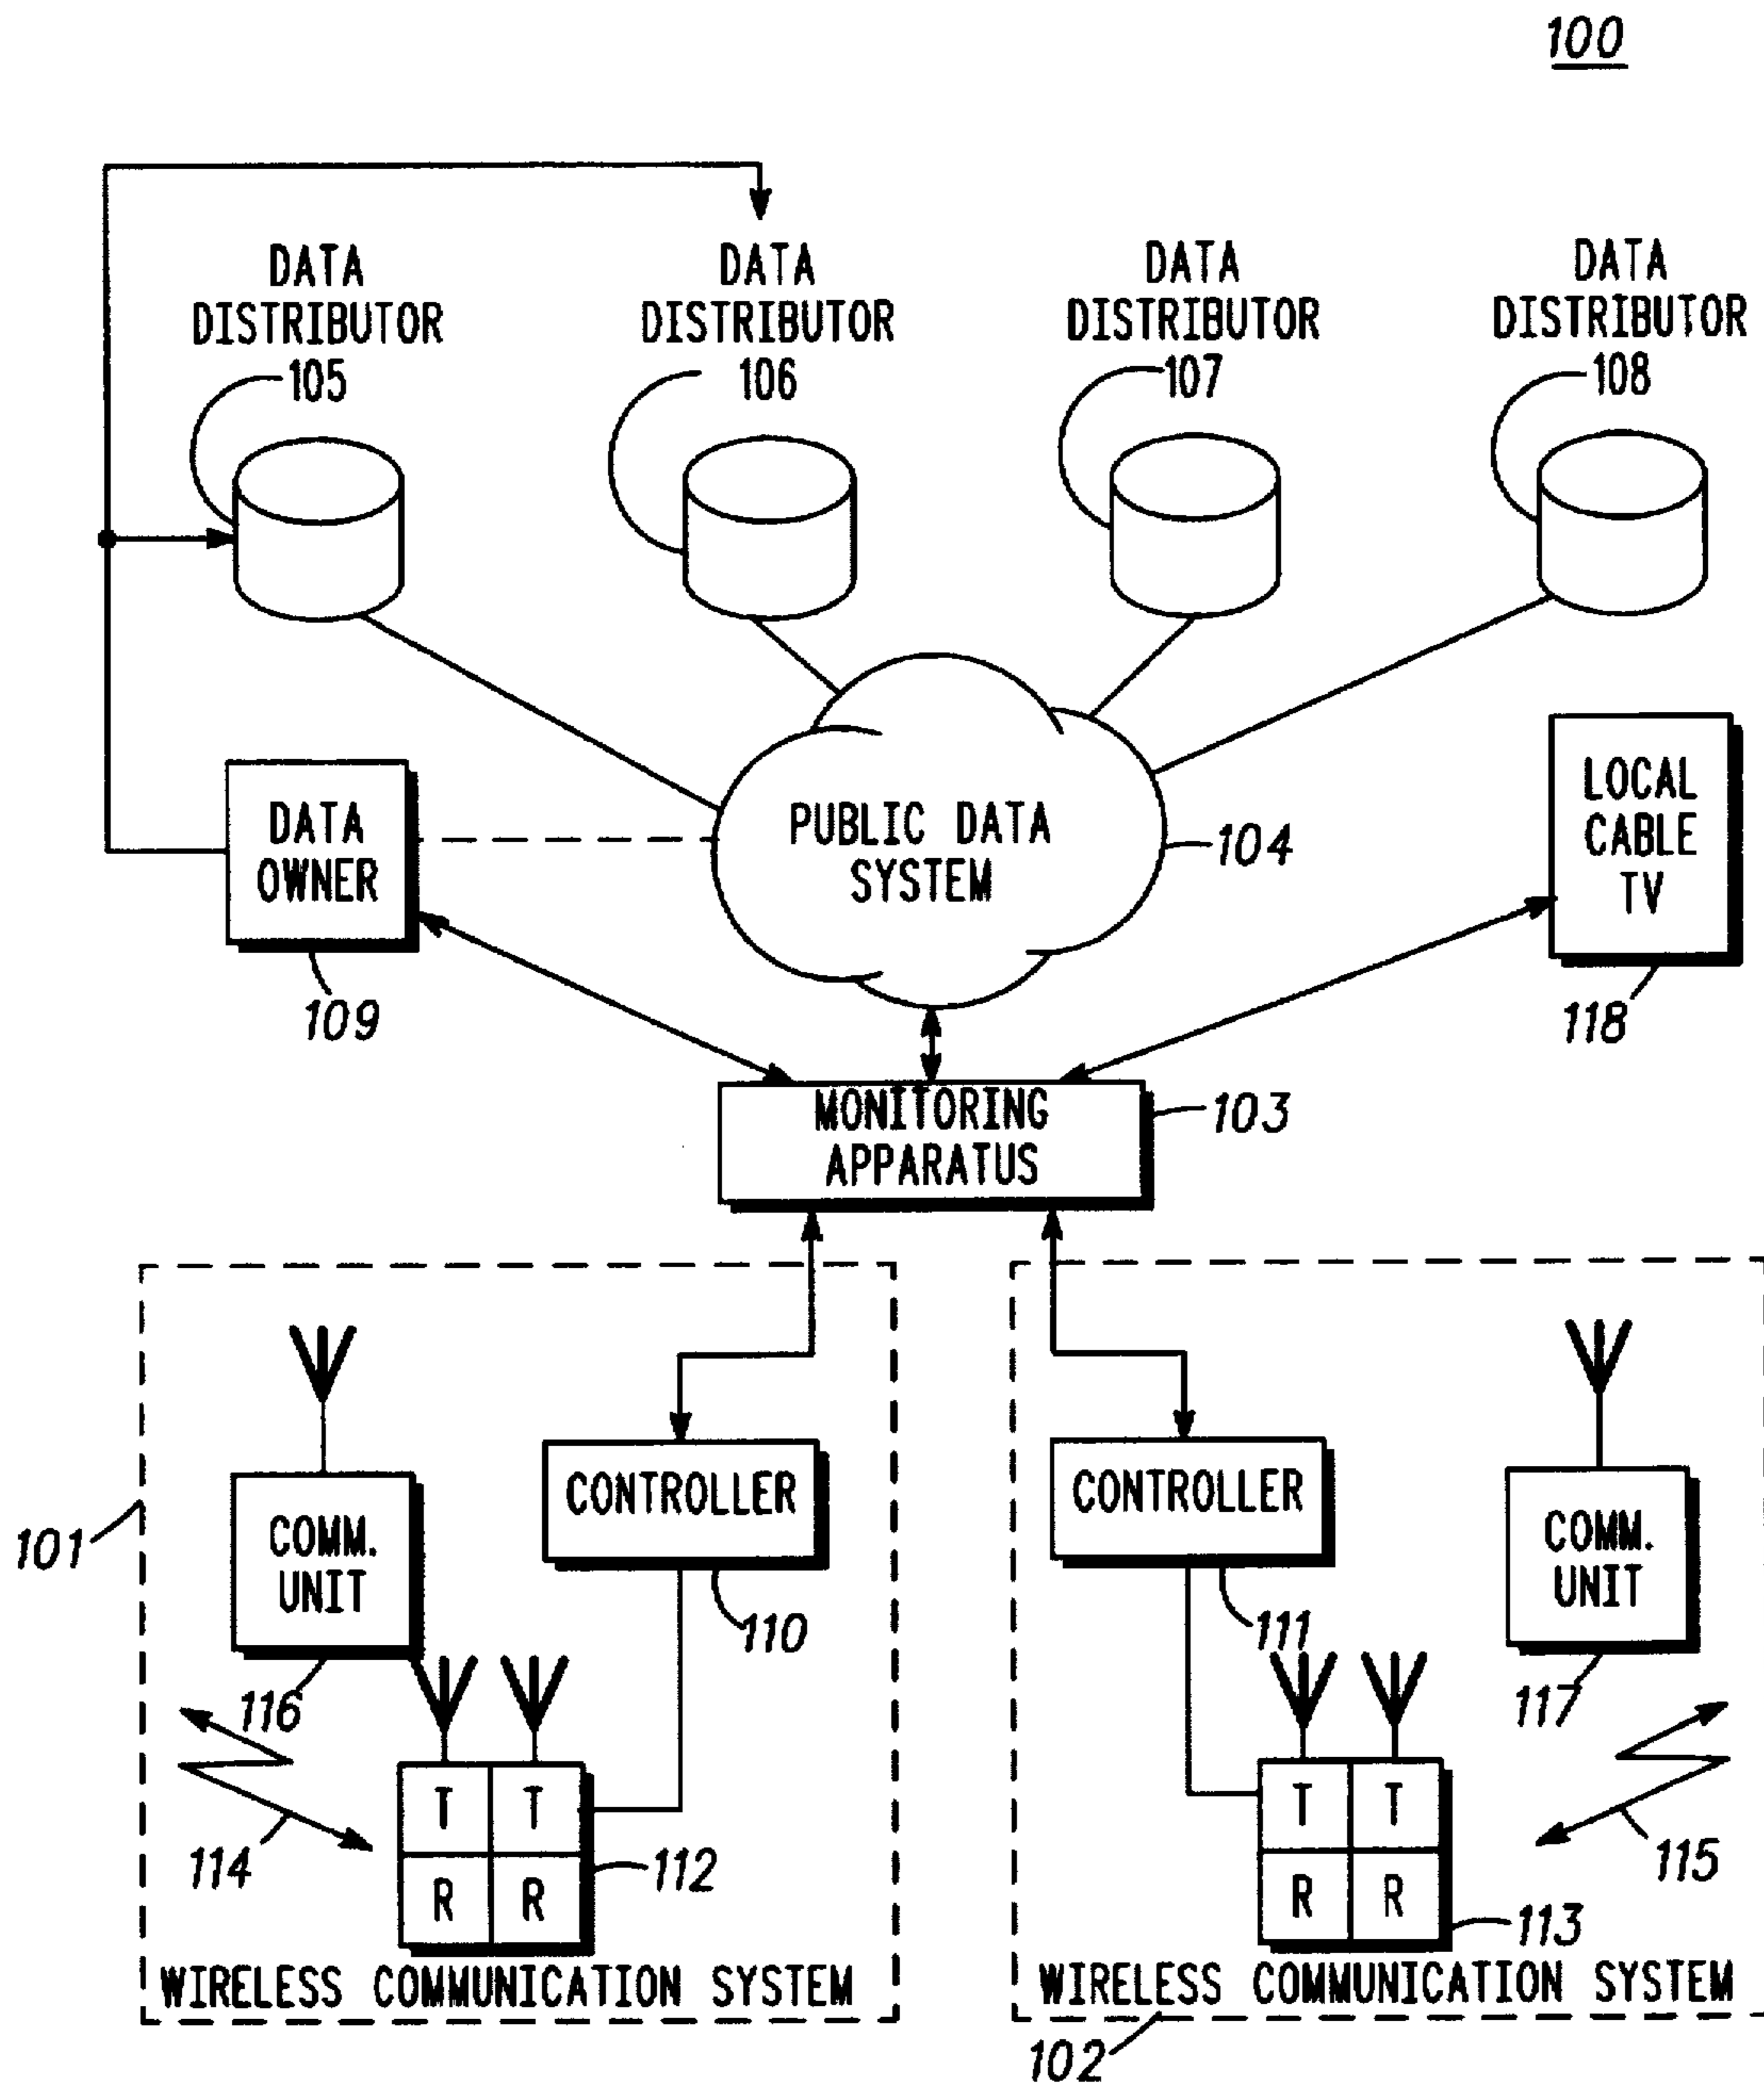 100
DATA
DISTRIBUTOR
105
DATA
DISTRIBUTOR
106
DATA
DISTRIBUTOR
107
DATA
DISTRIBUTOR
108
DATA
OWNER
109
PUBLIC DATA
SYSTEM
104
LOCAL
CABLE
TV
118
MONITORING
APPARATUS
103
101
COMM.
UNIT
116
CONTROLLER
110
114
T T
R R
112
WIRELESS COMMUNICATION SYSTEM
CONTROLLER
111
COMM.
UNIT
117
T T
R R
113
115
WIRELESS COMMUNICATION SYSTEM
102